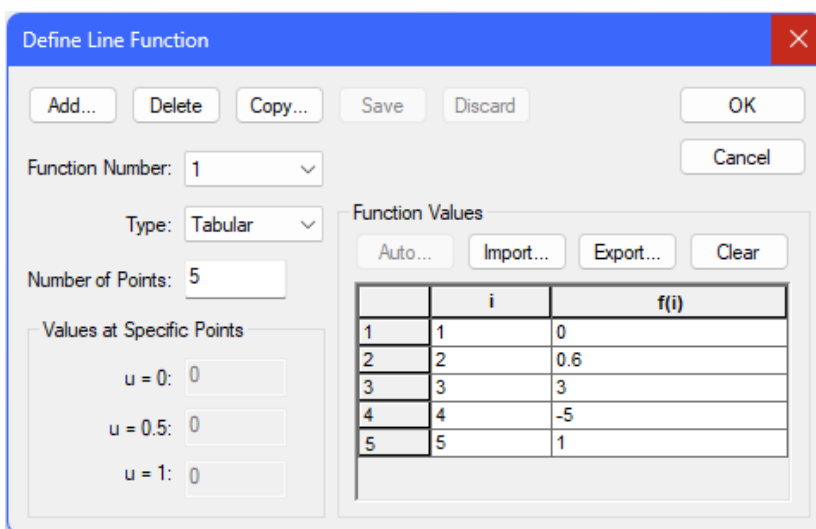 Define Line Function
Add... Delete Copy... Save Discard OK
Cancel
Function Number: 1
Type: Tabular
Number of Points: 5
Values at Specific Points
u = 0: 0
u = 0.5: 0
u = 1: 0
Function Values
Auto... Import... Export... Clear
i f(i)
1 1 0
2 2 0.6
3 3 3
4 4 -5
5 5 1